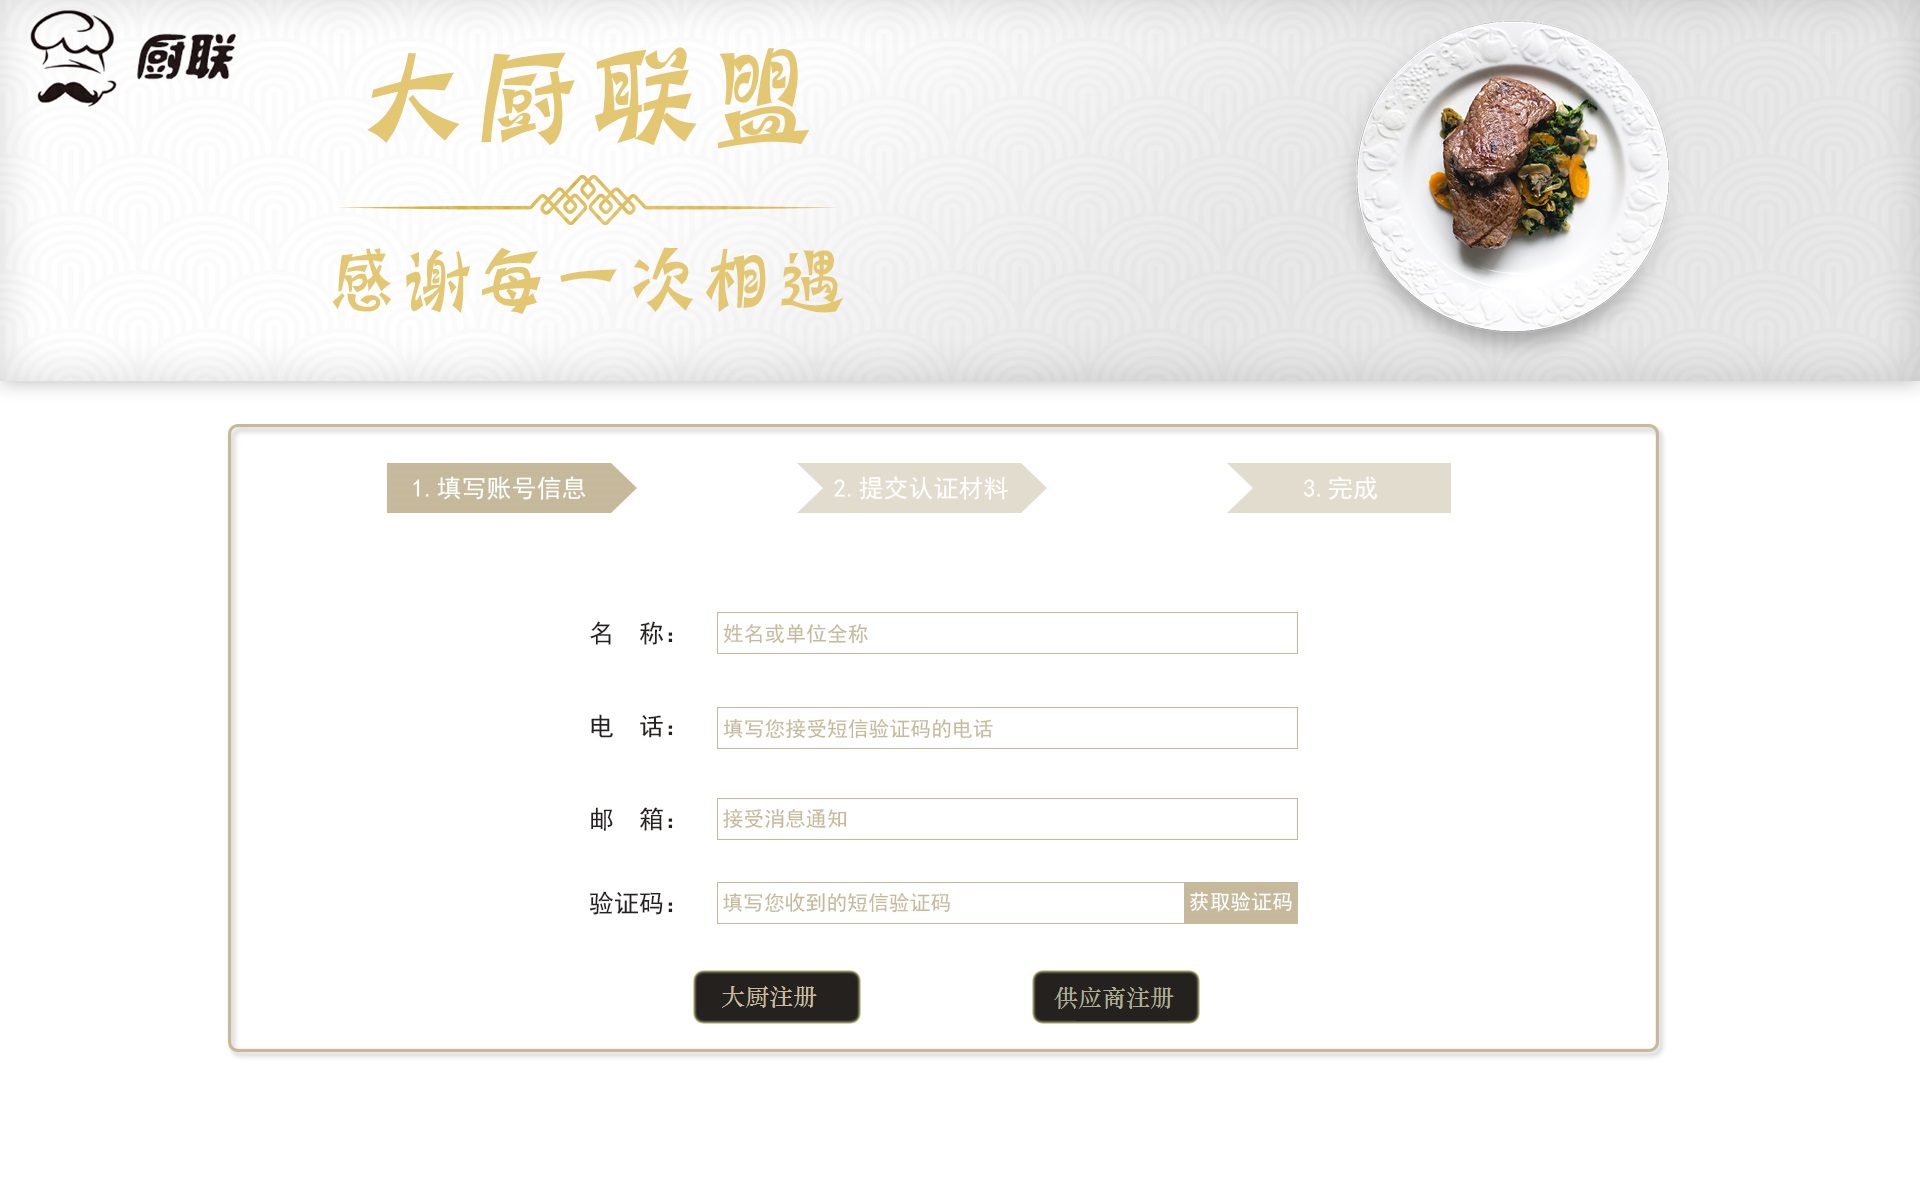 厨联
大厨联盟
感谢每一次相遇
1.填写账号信息
2.提交认证材料
3.完成
名 称：
姓名或单位全称
电 话：
填写您接受短信验证码的电话
邮 箱：
接受消息通知
验证码：
填写您收到的短信验证码
获取验证码
大厨注册
供应商注册